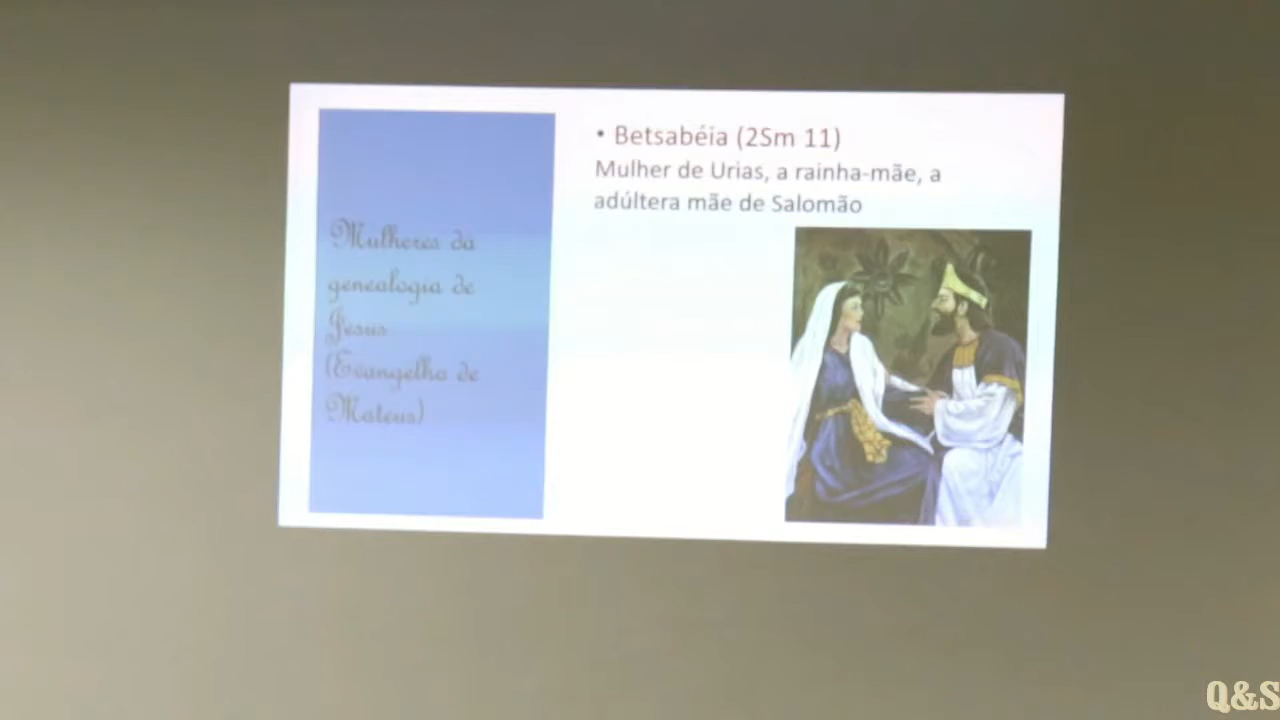 Mulheres da
genealogia de
Jesus
(Evangelho de
Mateus)
• Betsabéia (2Sm 11)
Mulher de Urias, a rainha-mãe, a
adúltera mãe de Salomão
Q&S